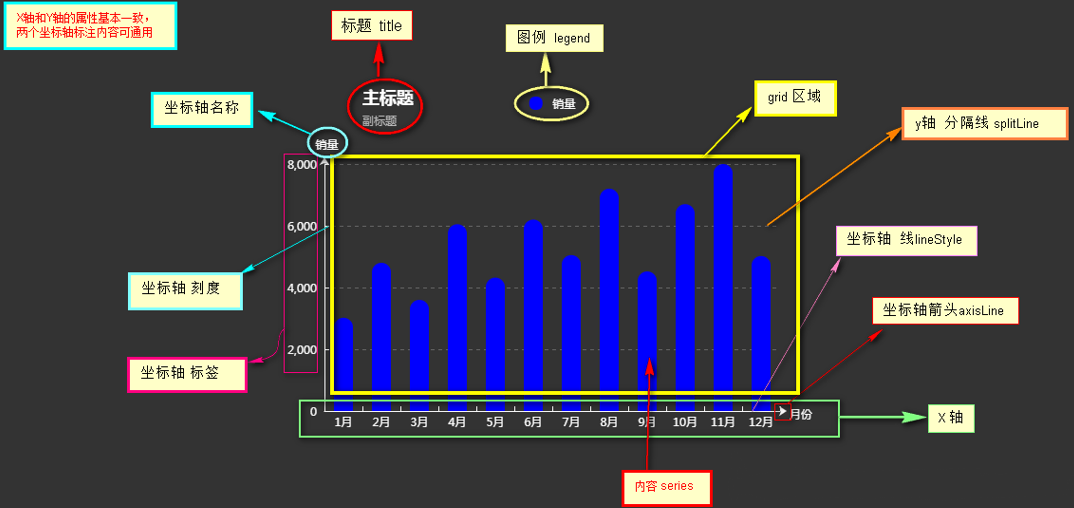 X轴和Y轴的属性基本一致，
两个坐标轴标注内容可通用
标题 title
图例 legend
主标题
副标题
销量
grid 区域
坐标轴名称
y轴 分隔线 splitLine
销量
8,000
6,000
4,000
2,000
0
坐标轴 线lineStyle
坐标轴 刻度
坐标轴箭头axisLine
坐标轴 标签
1月
2月
3月
4月
5月
6月
7月
8月
9月
10月
11月
12月
月份
X 轴
内容 series